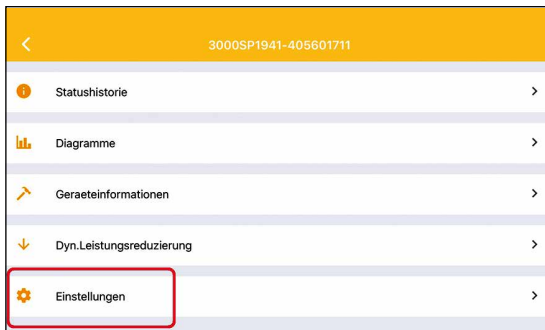 3000SP1941-405601711
Statushistorie
Diagramme
Geraeteinformationen
Dyn.Leistungsreduzierung
Einstellungen